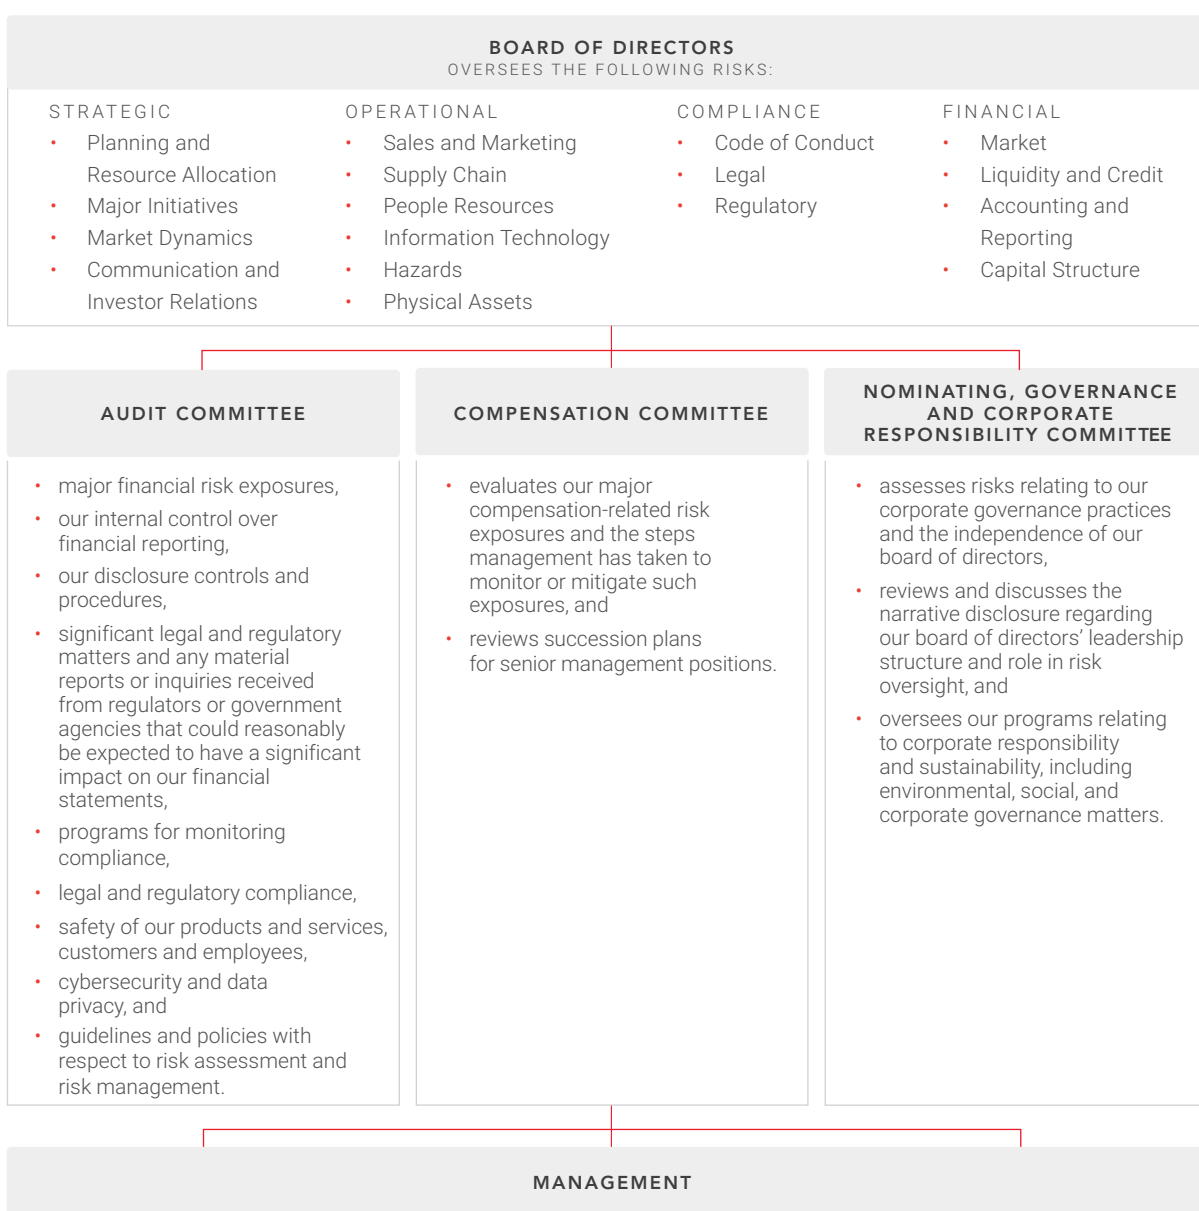 BOARD OF DIRECTORS
OVERSEES THE FOLLOWING RISKS:
STRATEGIC
• Planning and
Resource Allocation
• Major Initiatives
• Market Dynamics
• Communication and
Investor Relations
OPERATIONAL
• Sales and Marketing
• Supply Chain
• People Resources
• Information Technology
• Hazards
• Physical Assets
COMPLIANCE
• Code of Conduct
• Legal
• Regulatory
FINANCIAL
• Market
• Liquidity and Credit
• Accounting and
Reporting
• Capital Structure
AUDIT COMMITTEE
• major financial risk exposures,
• our internal control over
financial reporting,
• our disclosure controls and
procedures,
• significant legal and regulatory
matters and any material
reports or inquiries received
from regulators or government
agencies that could reasonably
be expected to have a significant
impact on our financial
statements,
• programs for monitoring
compliance,
• legal and regulatory compliance,
• safety of our products and services,
customers and employees,
• cybersecurity and data
privacy, and
• guidelines and policies with
respect to risk assessment and
risk management.
COMPENSATION COMMITTEE
• evaluates our major
compensation-related risk
exposures and the steps
management has taken to
monitor or mitigate such
exposures, and
• reviews succession plans
for senior management positions.
NOMINATING, GOVERNANCE
AND CORPORATE
RESPONSIBILITY COMMITTEE
• assesses risks relating to our
corporate governance practices
and the independence of our
board of directors,
• reviews and discusses the
narrative disclosure regarding
our board of directors’ leadership
structure and role in risk
oversight, and
• oversees our programs relating
to corporate responsibility
and sustainability, including
environmental, social, and
corporate governance matters.
MANAGEMENT